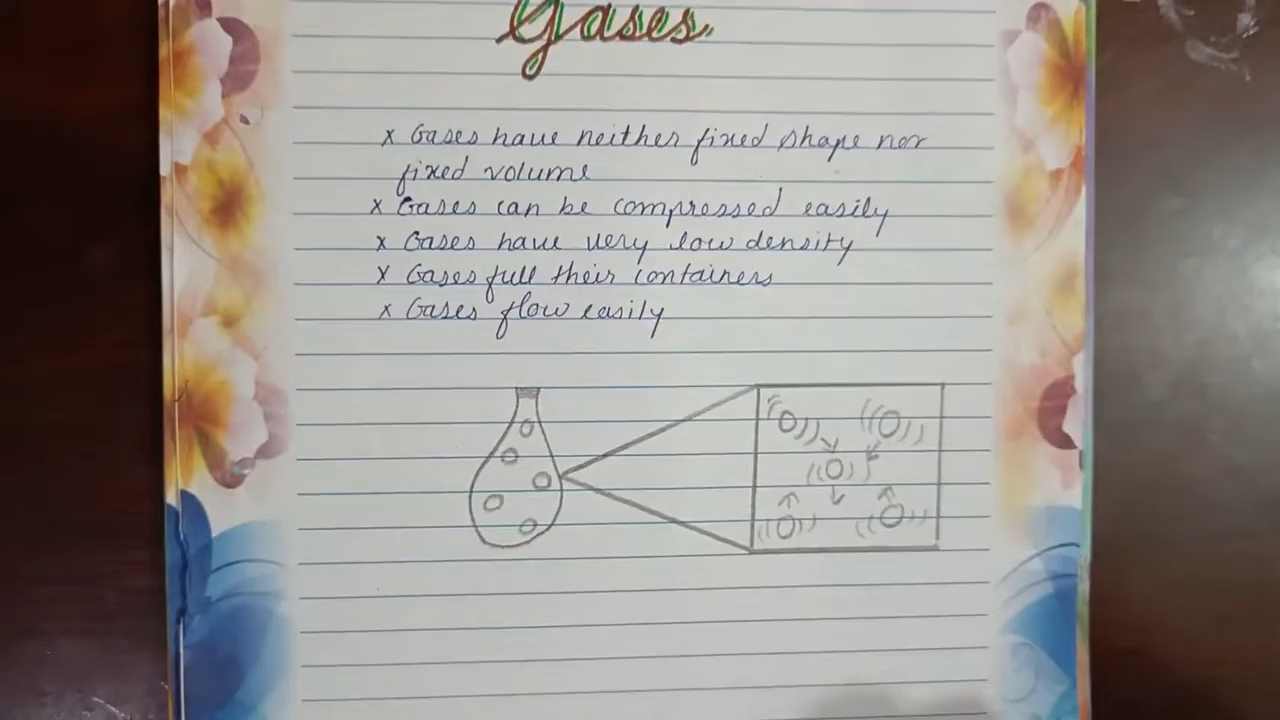 Gases.
x Gases have neither fixed shape nor
fixed volume
x Gases can be compressed easily
x Gases have very low density
x Gases full their containers
x Gases flow easily